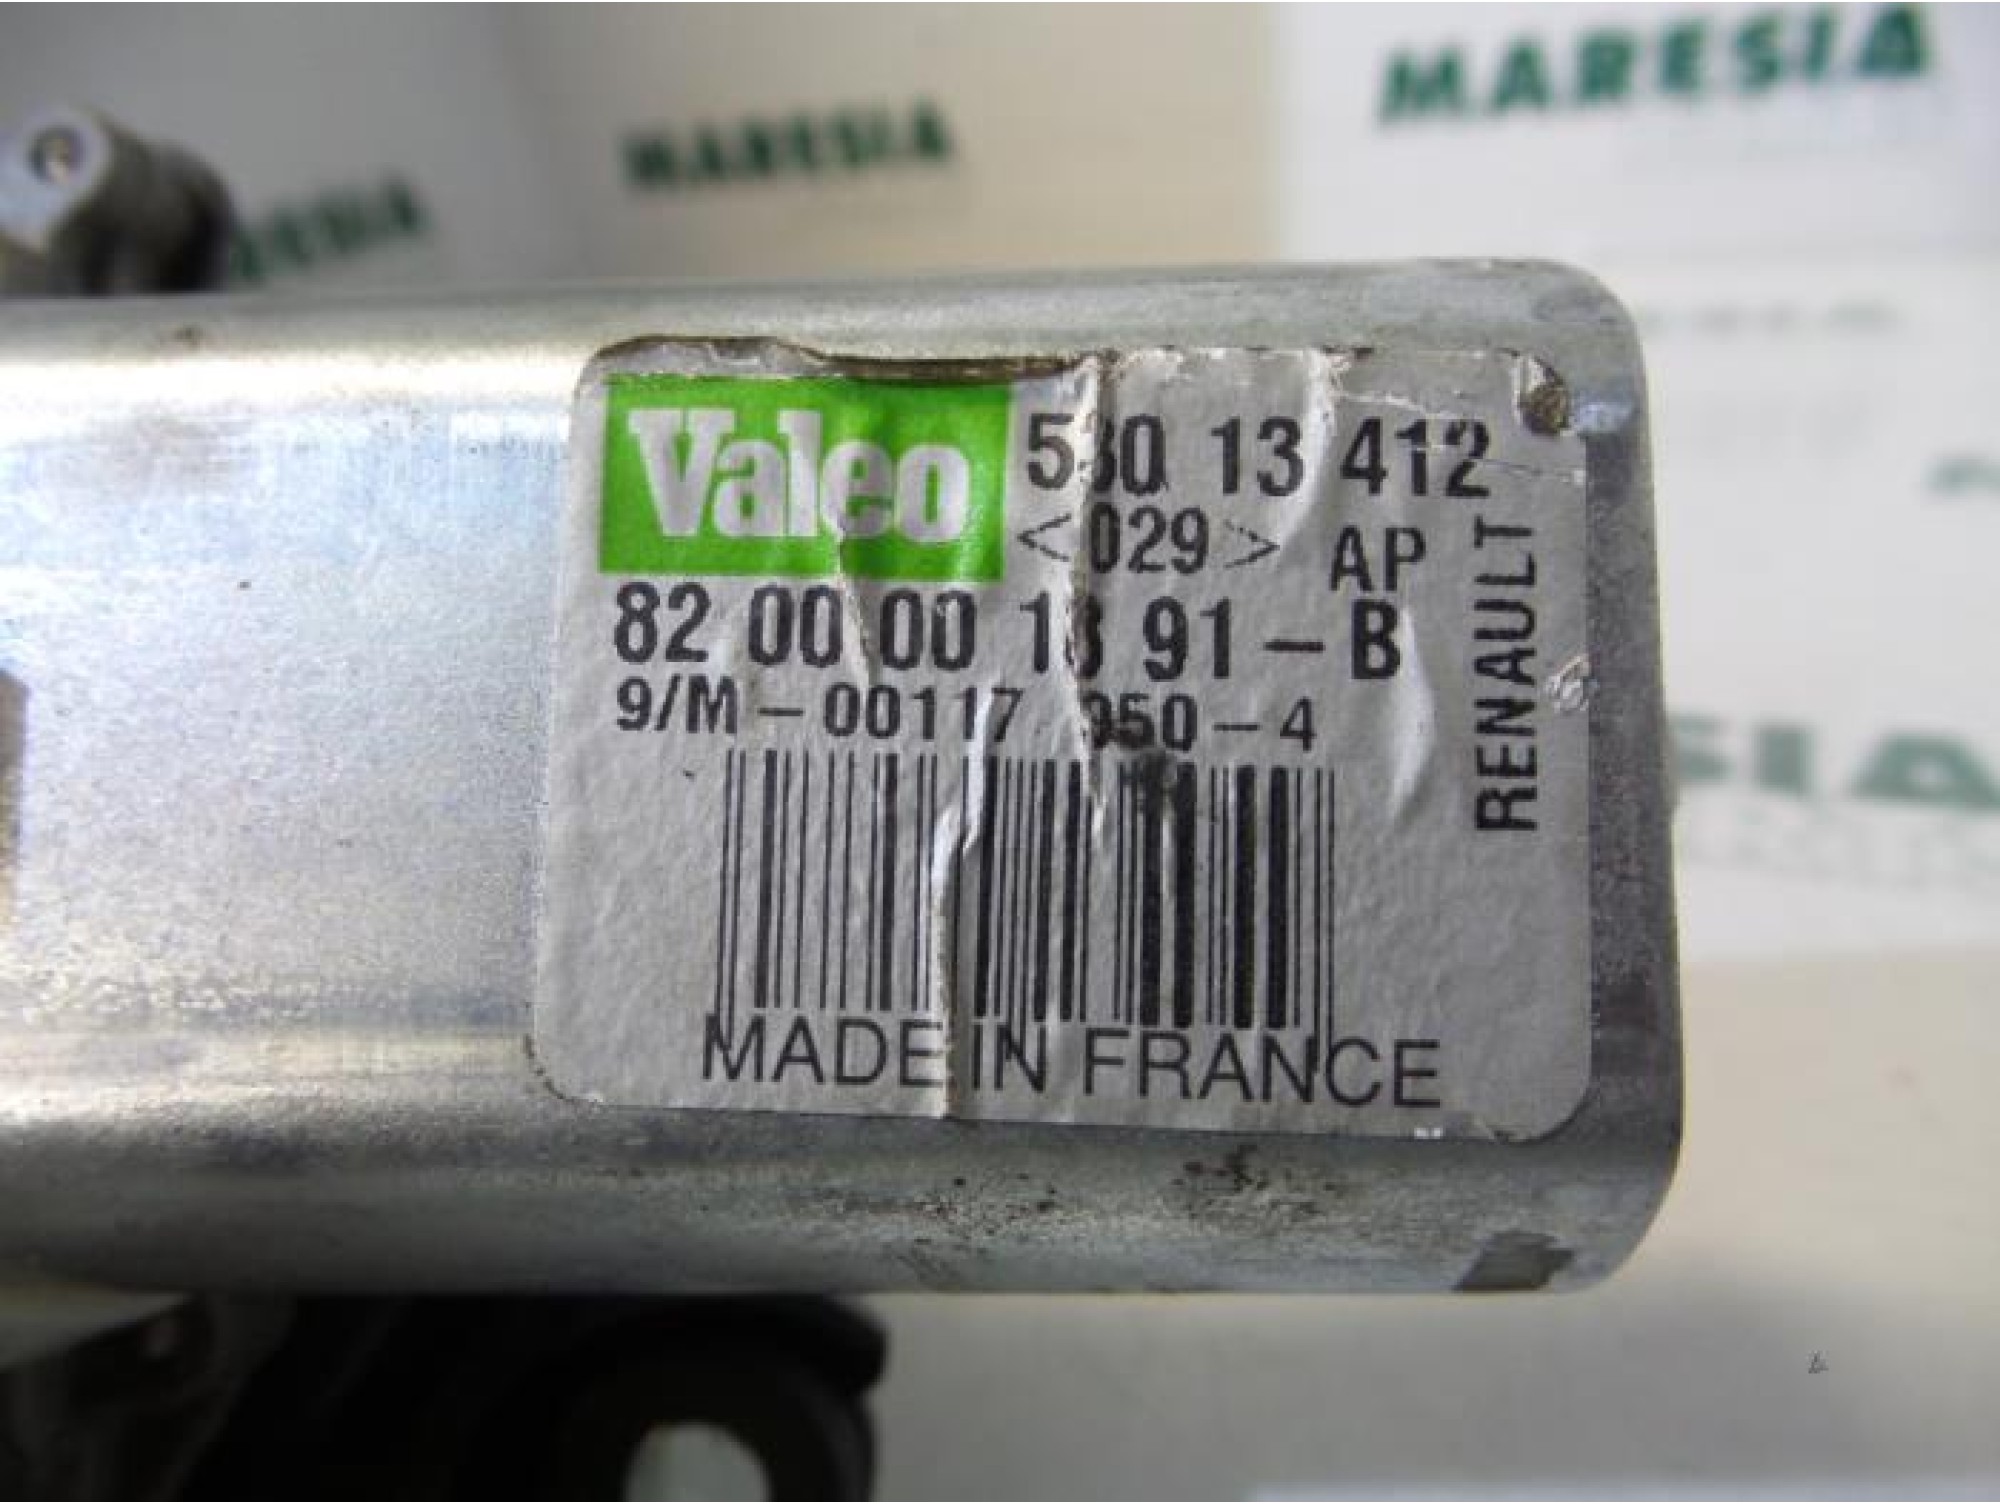 MARESIA
MARESIA
Valeo
530 13 412
<029> AP
82 00 00 18 91-B
9/M-00117 050-4
RENAULT
MADE IN FRANCE